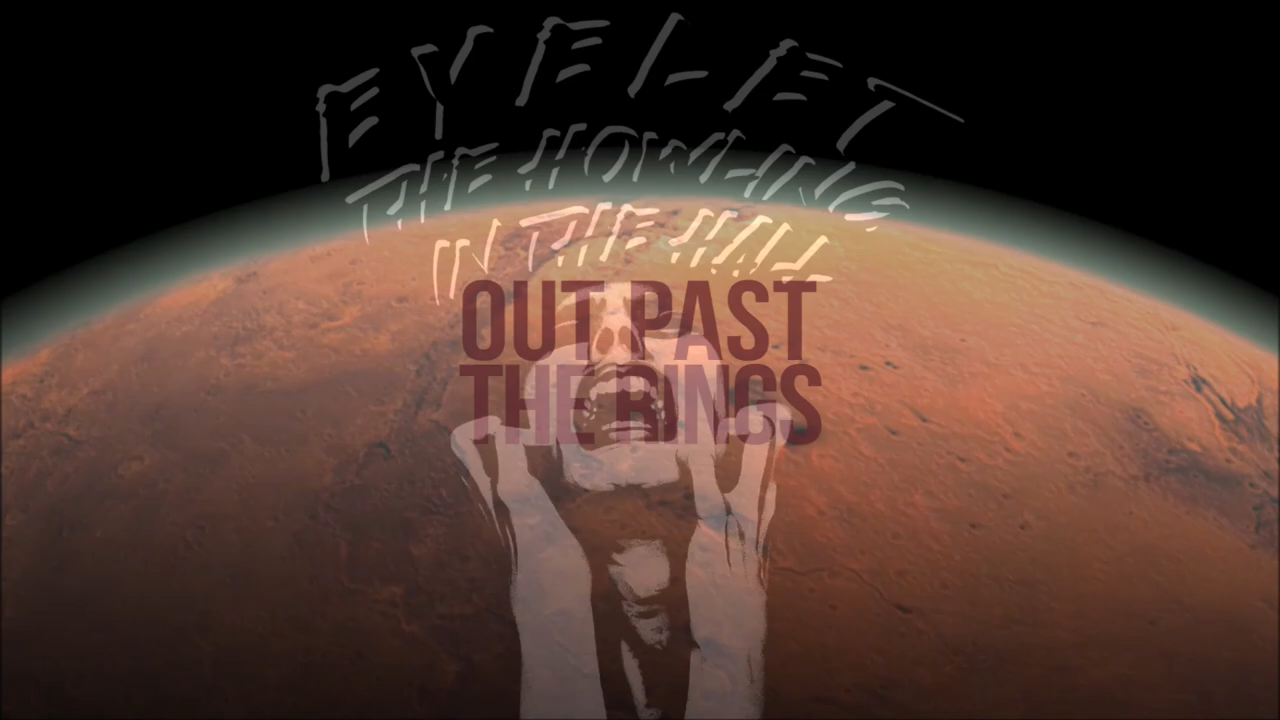 EYELET
THE HOWLING
IN THE HALL
OUT PAST
THE RINGS